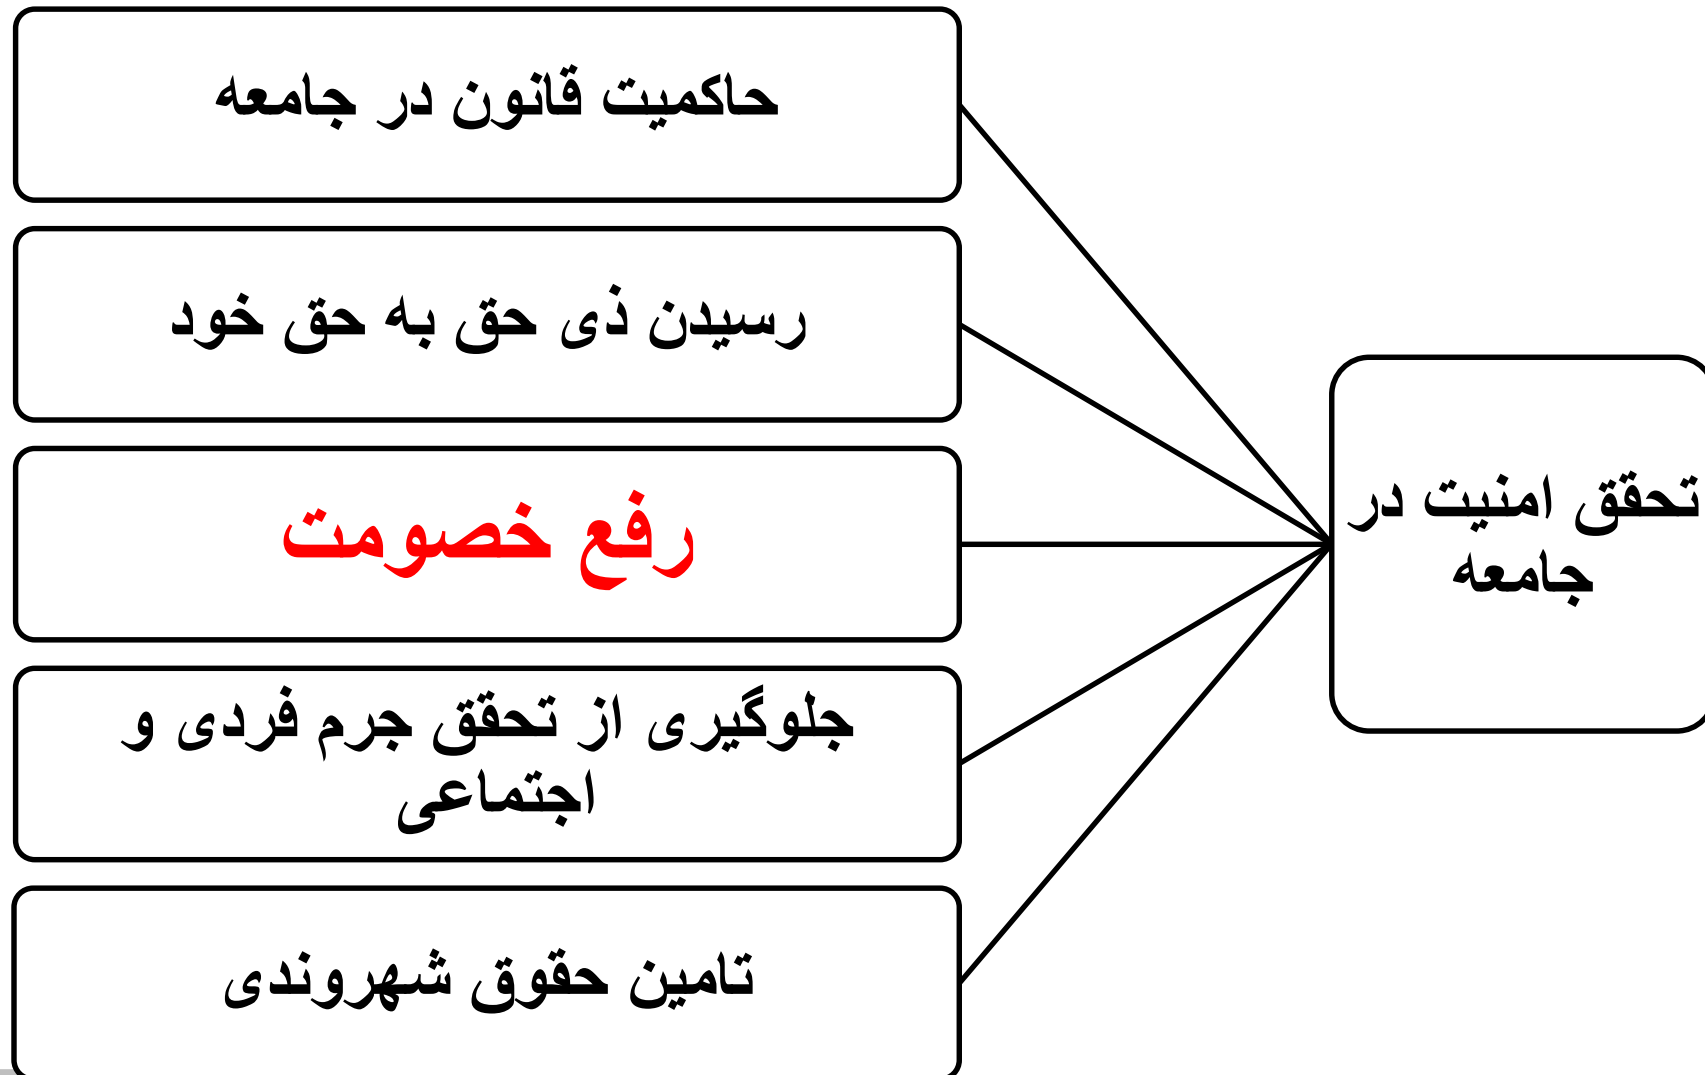 تحقق امنیت در
جامعه
حاکمیت قانون در جامعه
رسیدن ذی حق به حق خود
رفع خصومت
جلوگیری از تحقق جرم فردی و
اجتماعی
تامین حقوق شهروندی